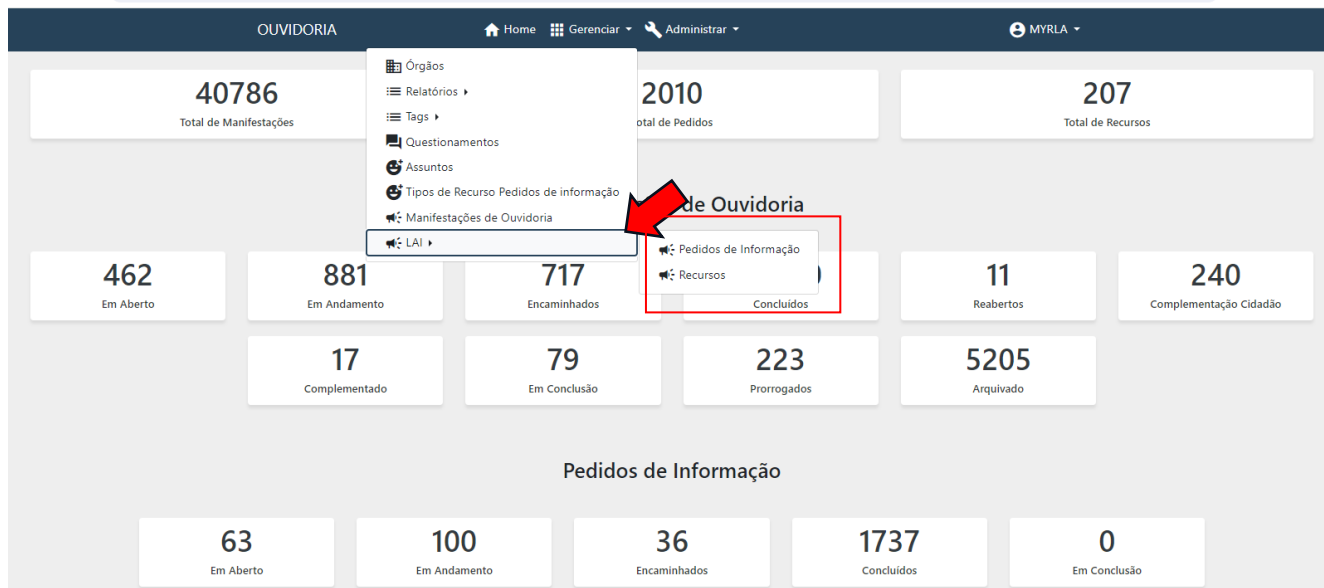 OUVIDORIA Home Gerenciar Administrar MYRLA
Órgãos
Relatórios
Tags
Questionamentos
Assuntos
Tipos de Recurso Pedidos de informação
Manifestações de Ouvidoria
LAI
Pedidos de Informação
Recursos
40786
Total de Manifestações
2010
otal de Pedidos
207
Total de Recursos
de Ouvidoria
462
Em Aberto
881
Em Andamento
717
Encaminhados
Concluídos
11
Reabertos
240
Complementação Cidadão
17
Complementado
79
Em Conclusão
223
Prorrogados
5205
Arquivado
Pedidos de Informação
63
Em Aberto
100
Em Andamento
36
Encaminhados
1737
Concluídos
0
Em Conclusão